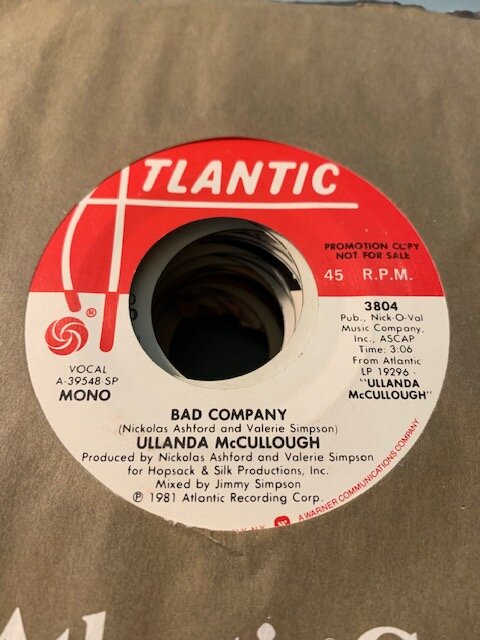 ATLANTIC
PROMOTION COPY
NOT FOR SALE
45 R.P.M.
®
VOCAL
A-39548-SP
MONO
3804
Pub., Nick-O-Val
Music Company,
Inc., ASCAP
Time: 3:06
From Atlantic
LP 19296
"ULLANDA
McCULLOUGH"
BAD COMPANY
(Nickolas Ashford and Valerie Simpson)
ULLANDA McCULLOUGH
Produced by Nickolas Ashford and Valerie Simpson
for Hopsack & Silk Productions, Inc.
Mixed by Jimmy Simpson
℗ 1981 Atlantic Recording Corp.
A WARNER COMMUNICATIONS COMPANY